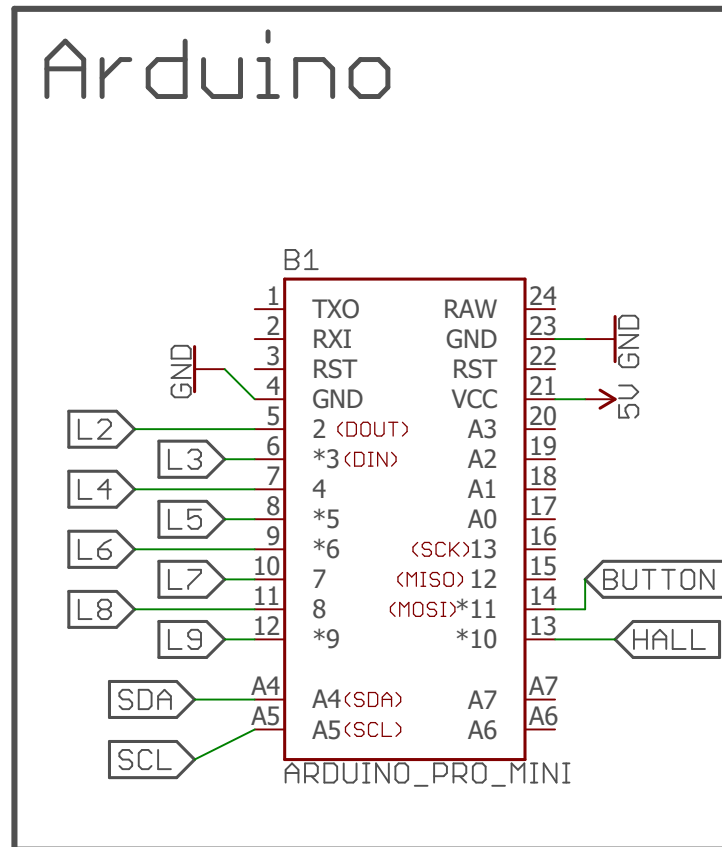 Arduino
B1
1 TXO RAW 24
2 RXI GND 23 GND
3 RST RST 22
GND 4 GND VCC 21 5V
L2 5 2 (DOUT) A3 20
L3 6 *3 (DIN) A2 19
L4 7 4 A1 18
L5 8 *5 A0 17
L6 9 *6 (SCK) 13 16
L7 10 7 (MISO) 12 15 BUTTON
L8 11 8 (MOSI) *11 14
L9 12 *9 *10 13 HALL
SDA A4 A4 (SDA) A7 A7
A5 A5 (SCL) A6 A6
SCL
ARDUINO_PRO_MINI